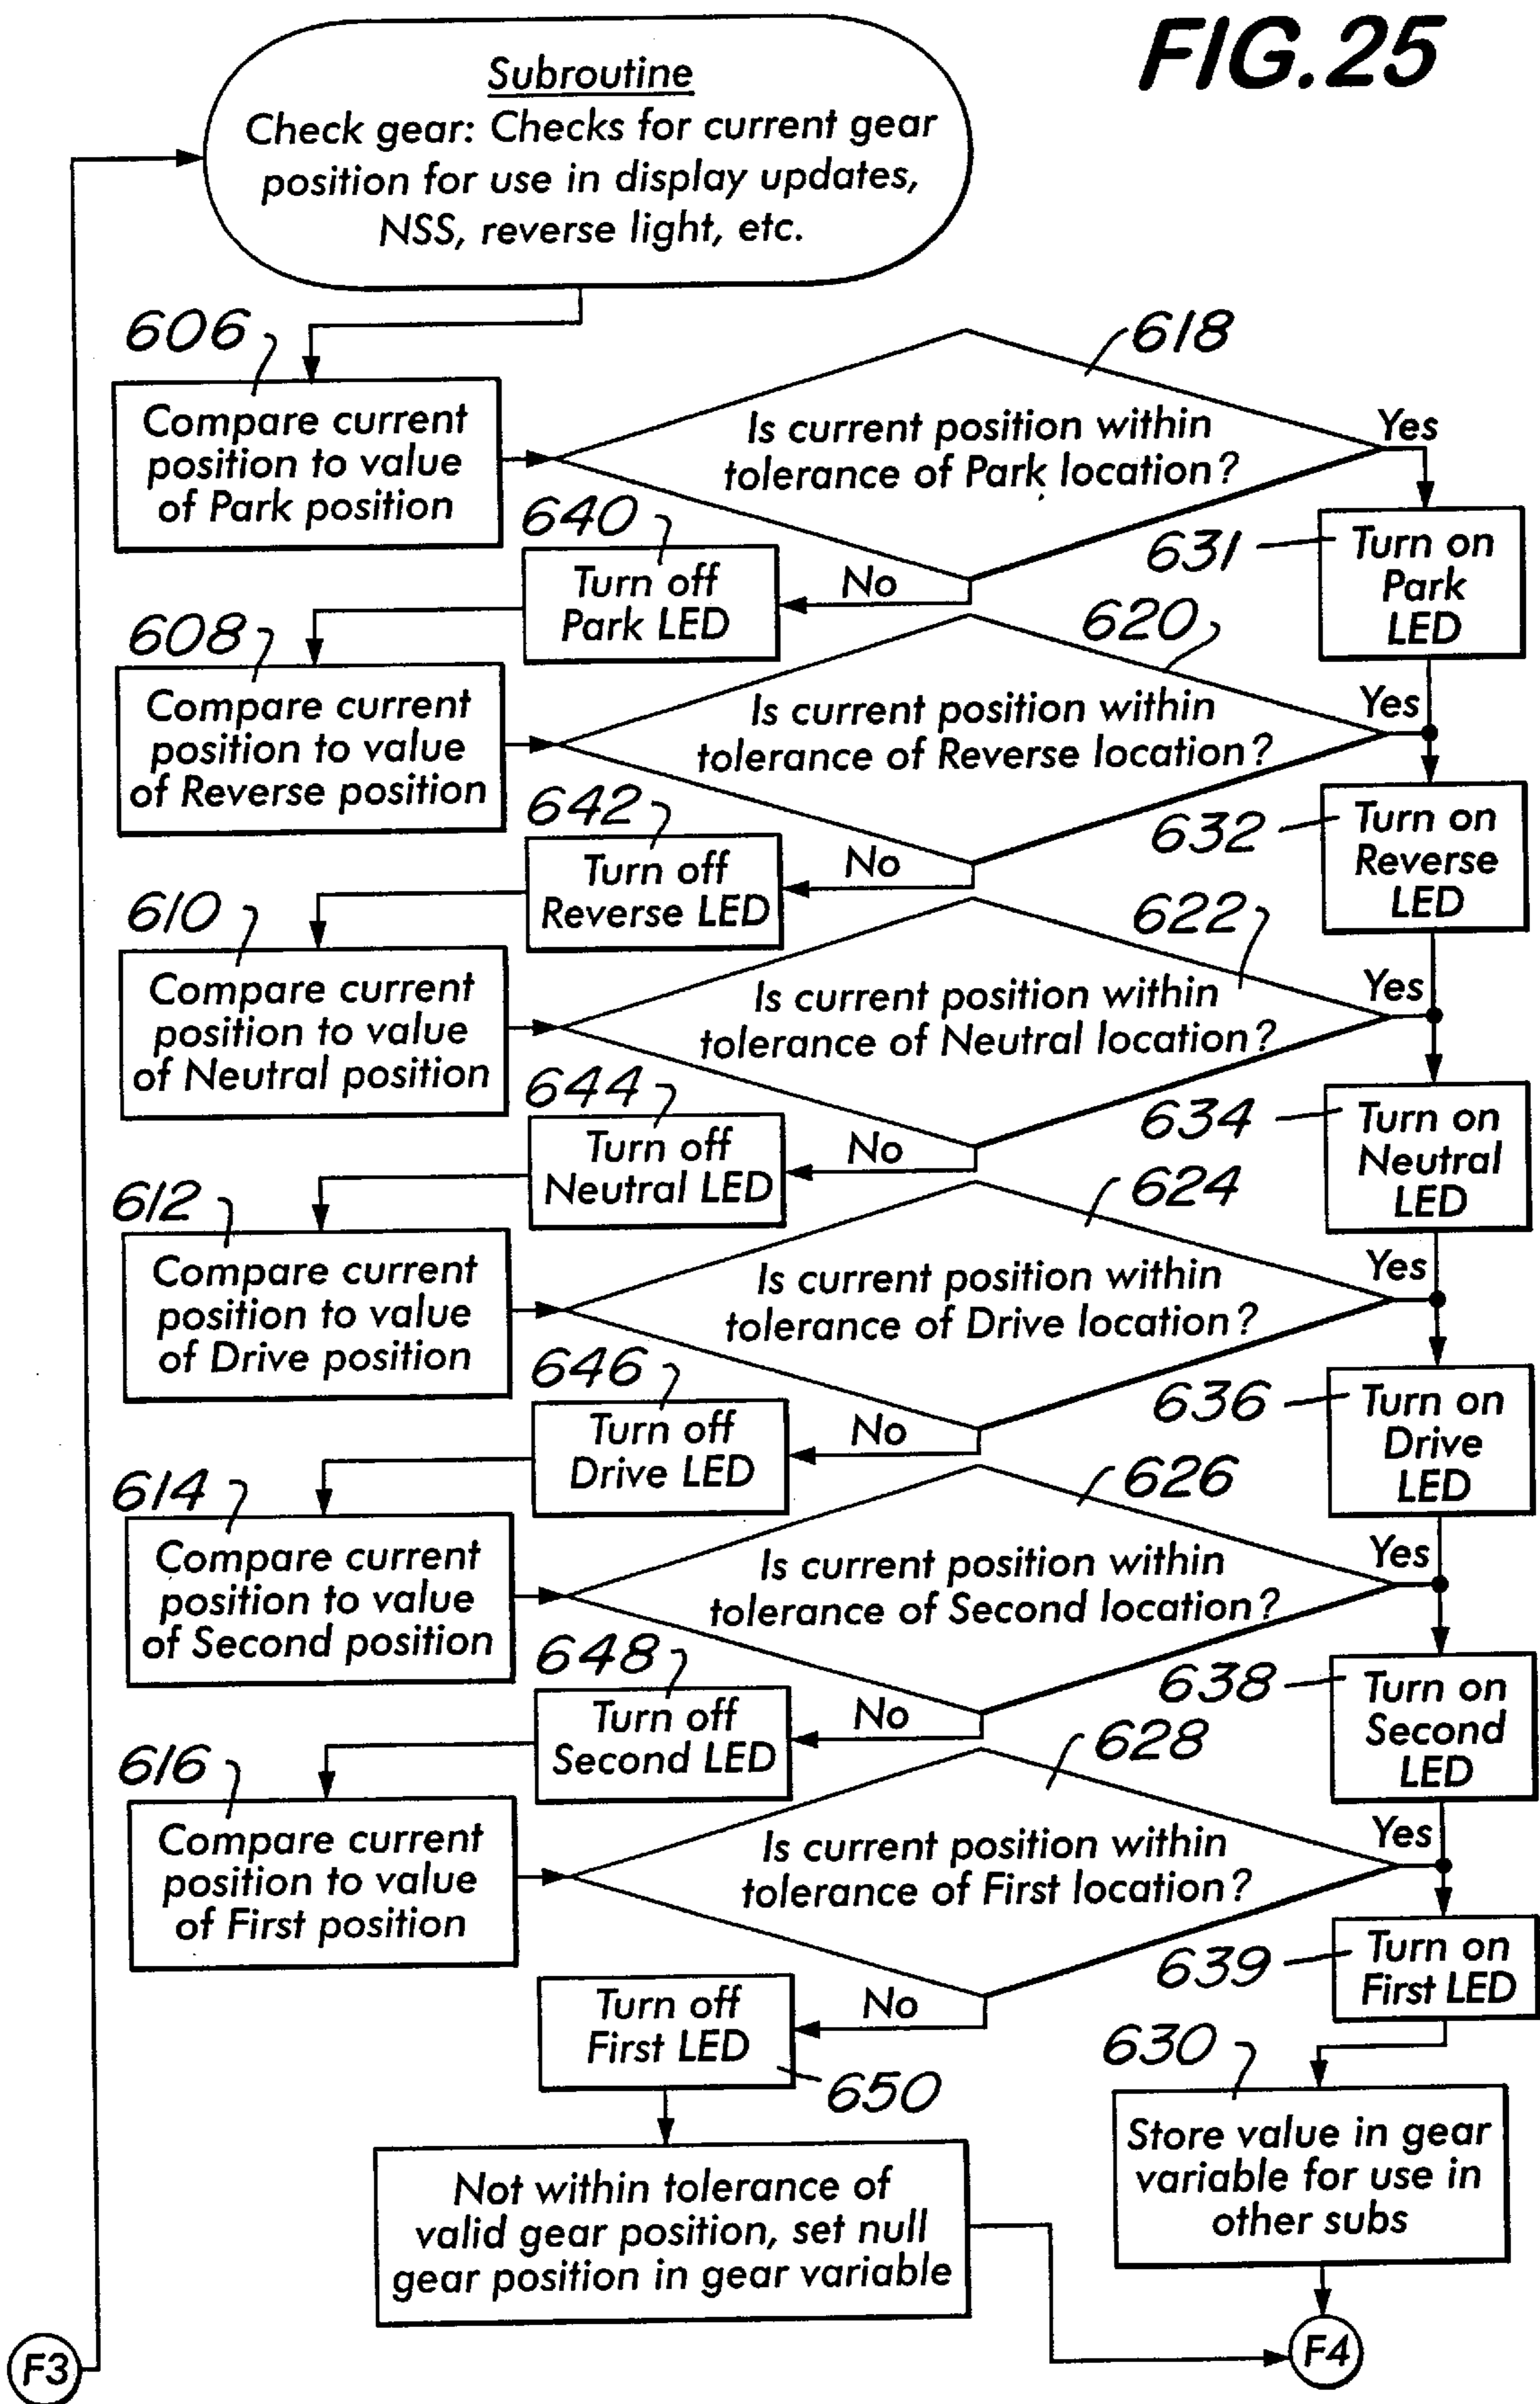 FIG.25
Subroutine
Check gear: Checks for current gear
position for use in display updates,
NSS, reverse light, etc.
606
Compare current
position to value
of Park position
618
Is current position within
tolerance of Park location?
Yes
631
Turn on
Park
LED
No
640
Turn off
Park LED
608
Compare current
position to value
of Reverse position
620
Is current position within
tolerance of Reverse location?
Yes
632
Turn on
Reverse
LED
No
642
Turn off
Reverse LED
610
Compare current
position to value
of Neutral position
622
Is current position within
tolerance of Neutral location?
Yes
634
Turn on
Neutral
LED
No
644
Turn off
Neutral LED
612
Compare current
position to value
of Drive position
624
Is current position within
tolerance of Drive location?
Yes
636
Turn on
Drive
LED
No
646
Turn off
Drive LED
614
Compare current
position to value
of Second position
626
Is current position within
tolerance of Second location?
Yes
638
Turn on
Second
LED
No
648
Turn off
Second LED
616
Compare current
position to value
of First position
628
Is current position within
tolerance of First location?
Yes
639
Turn on
First LED
No
Turn off
First LED
650
630
Store value in gear
variable for use in
other subs
Not within tolerance of
valid gear position, set null
gear position in gear variable
F3
F4